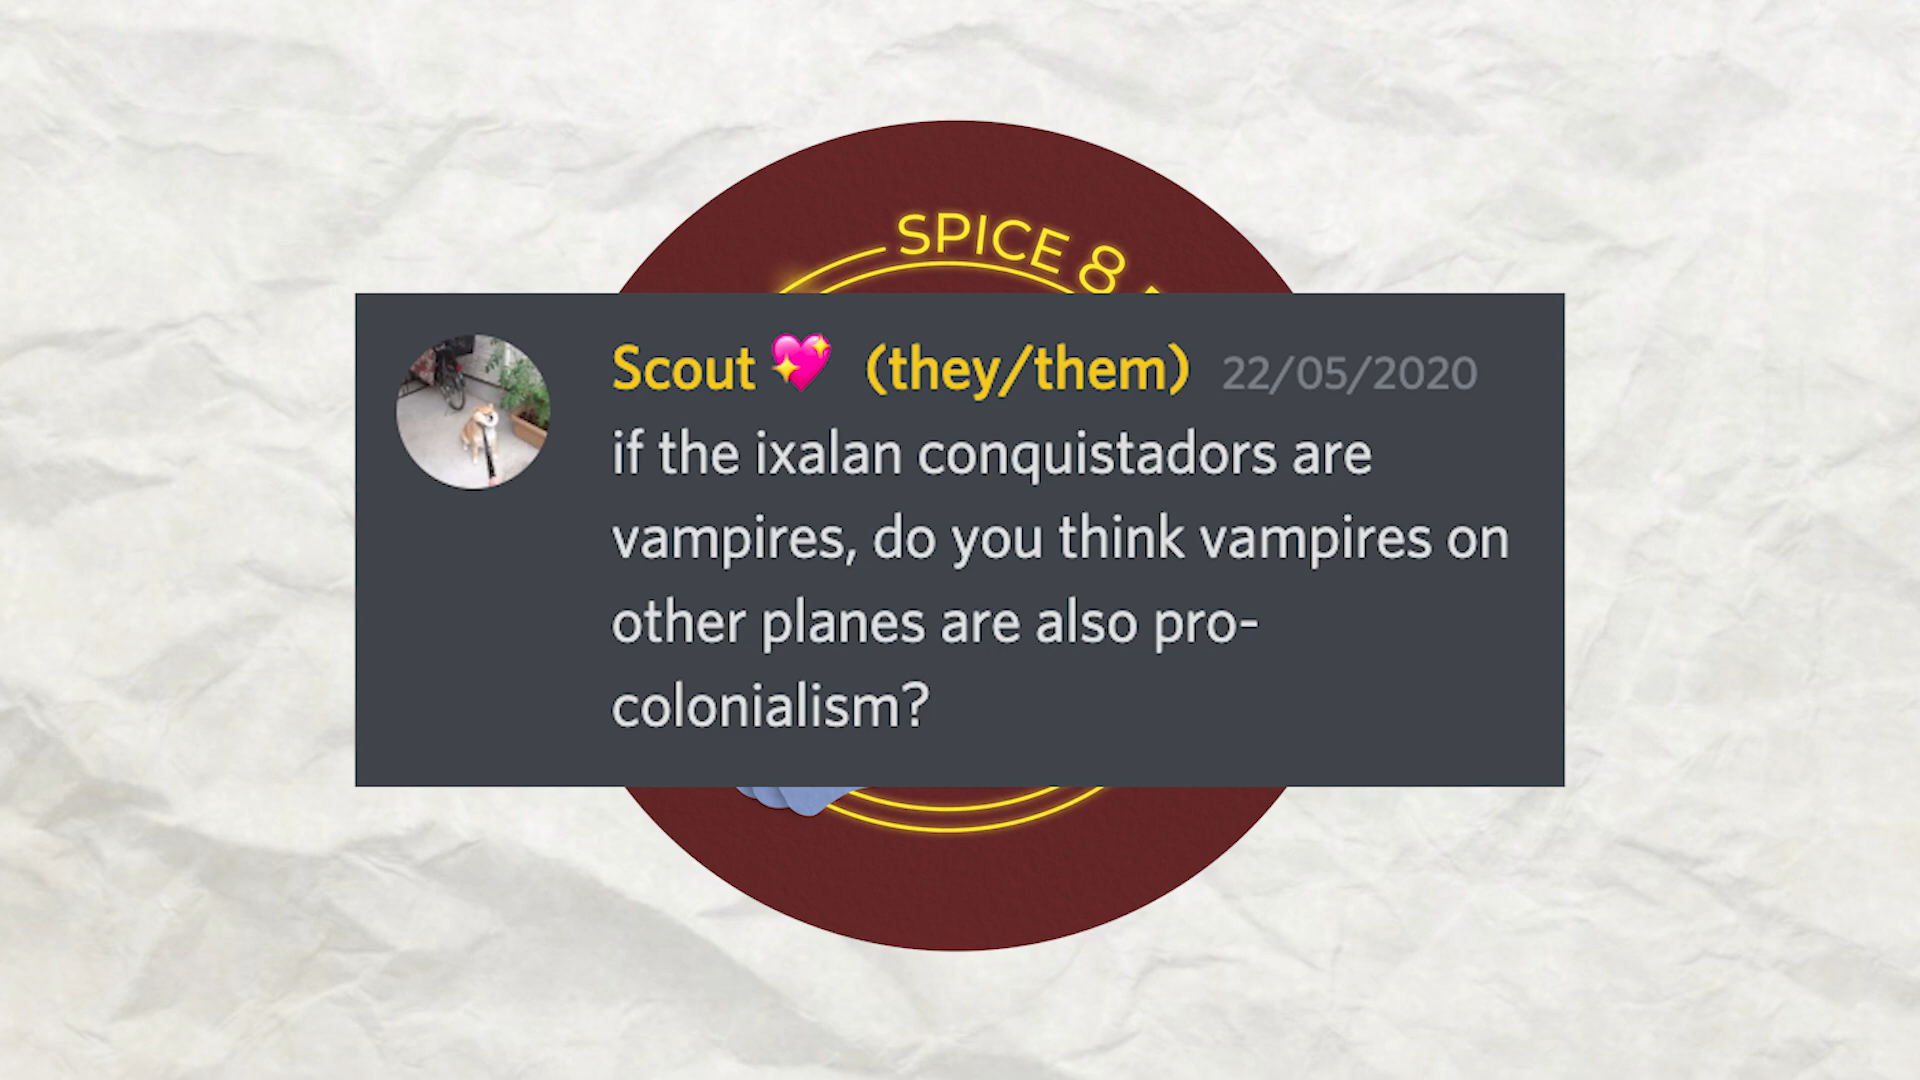 SPICE 8
Scout 💖 (they/them) 22/05/2020
if the ixalan conquistadors are
vampires, do you think vampires on
other planes are also pro-
colonialism?